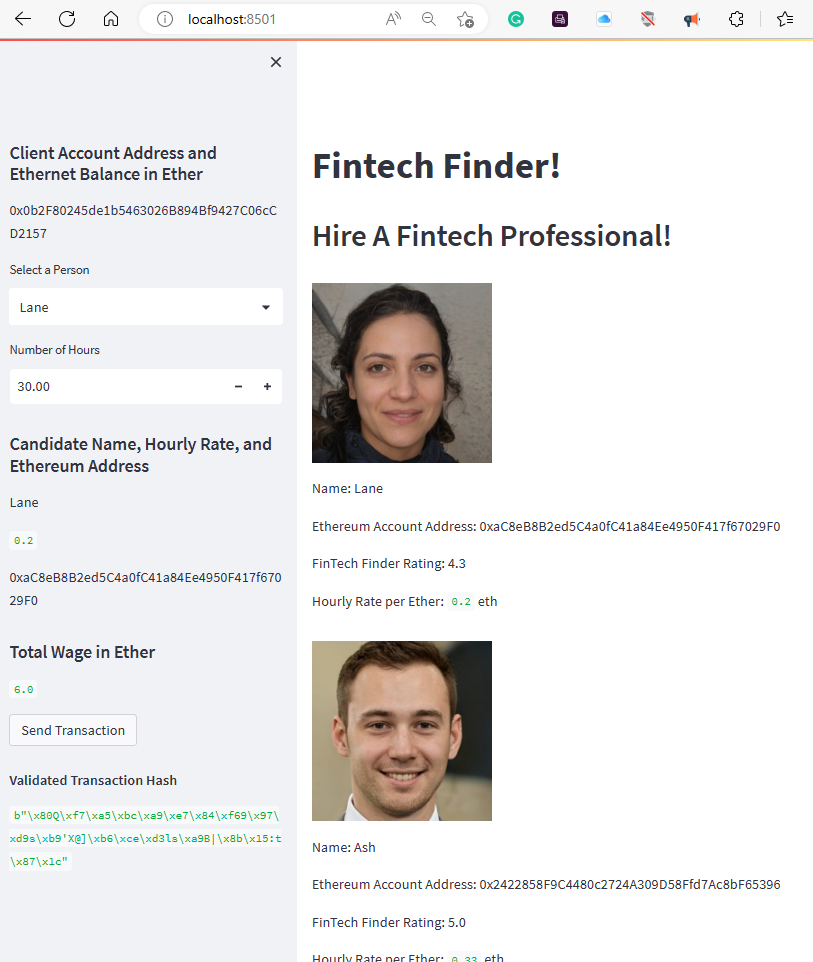 localhost:8501
Client Account Address and
Ethernet Balance in Ether
0x0b2F80245de1b5463026B894Bf9427C06cC
D2157
Select a Person
Lane
Number of Hours
30.00
Candidate Name, Hourly Rate, and
Ethereum Address
Lane
0.2
0xaC8eB8B2ed5C4a0fC41a84Ee4950F417f670
29F0
Total Wage in Ether
6.0
Send Transaction
Validated Transaction Hash
b"\x80Q\xf7\xa5\xbc\xa9\xe7\x84\xf69\x97\
xd9s\xb9'X@]\xb6\xce\xd3ls\xa9B|\x8b\x15:t
\x87\x1c"
Fintech Finder!
Hire A Fintech Professional!
Name: Lane
Ethereum Account Address: 0xaC8eB8B2ed5C4a0fC41a84Ee4950F417f67029F0
FinTech Finder Rating: 4.3
Hourly Rate per Ether: 0.2 eth
Name: Ash
Ethereum Account Address: 0x2422858F9C4480c2724A309D58Ffd7Ac8bF65396
FinTech Finder Rating: 5.0
Hourly Rate per Ether: 0.33 eth